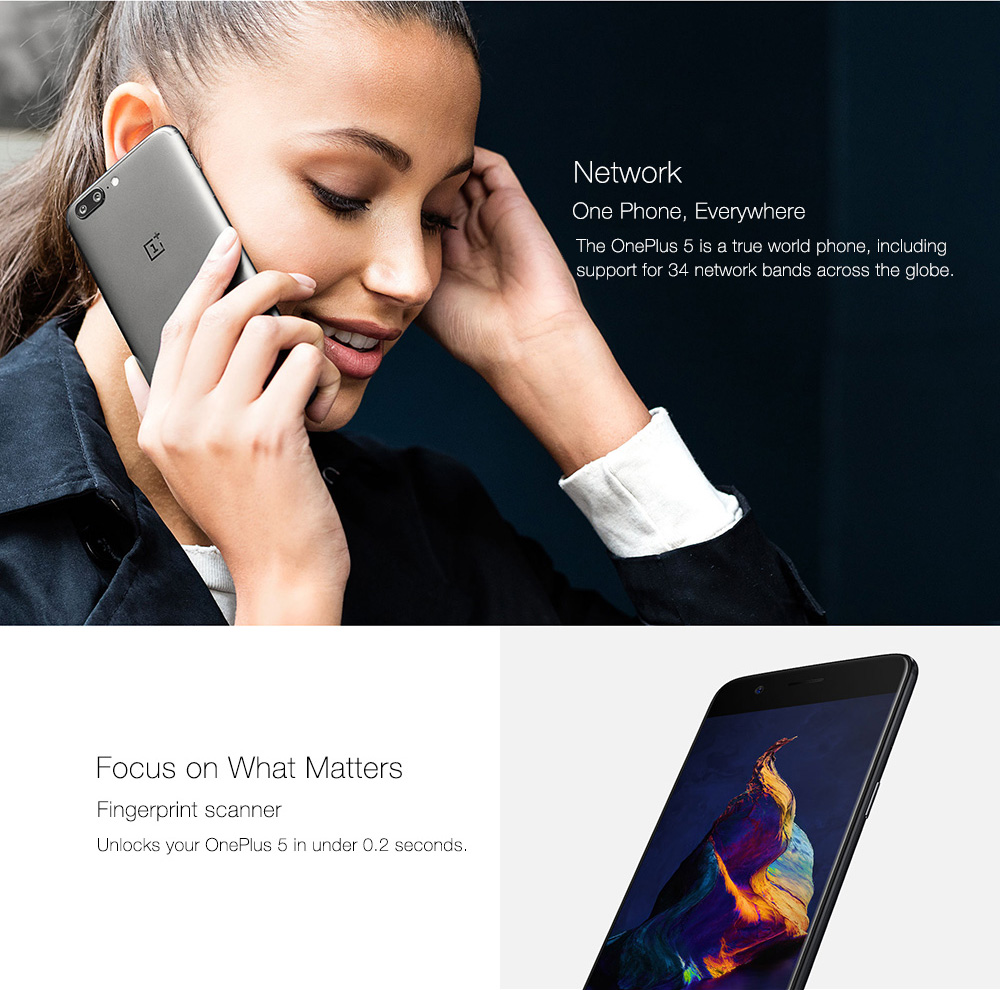 Network
One Phone, Everywhere
The OnePlus 5 is a true world phone, including
support for 34 network bands across the globe.
Focus on What Matters
Fingerprint scanner
Unlocks your OnePlus 5 in under 0.2 seconds.